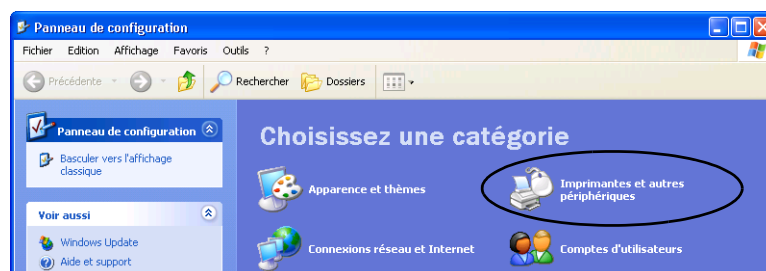 Panneau de configuration
Fichier Edition Affichage Favoris Outils ?
Précédente Rechercher Dossiers
Panneau de configuration
Basculer vers l'affichage
classique
Voir aussi
Windows Update
Aide et support
Choisissez une catégorie
Apparence et thèmes
Imprimantes et autres
périphériques
Connexions réseau et Internet
Comptes d'utilisateurs